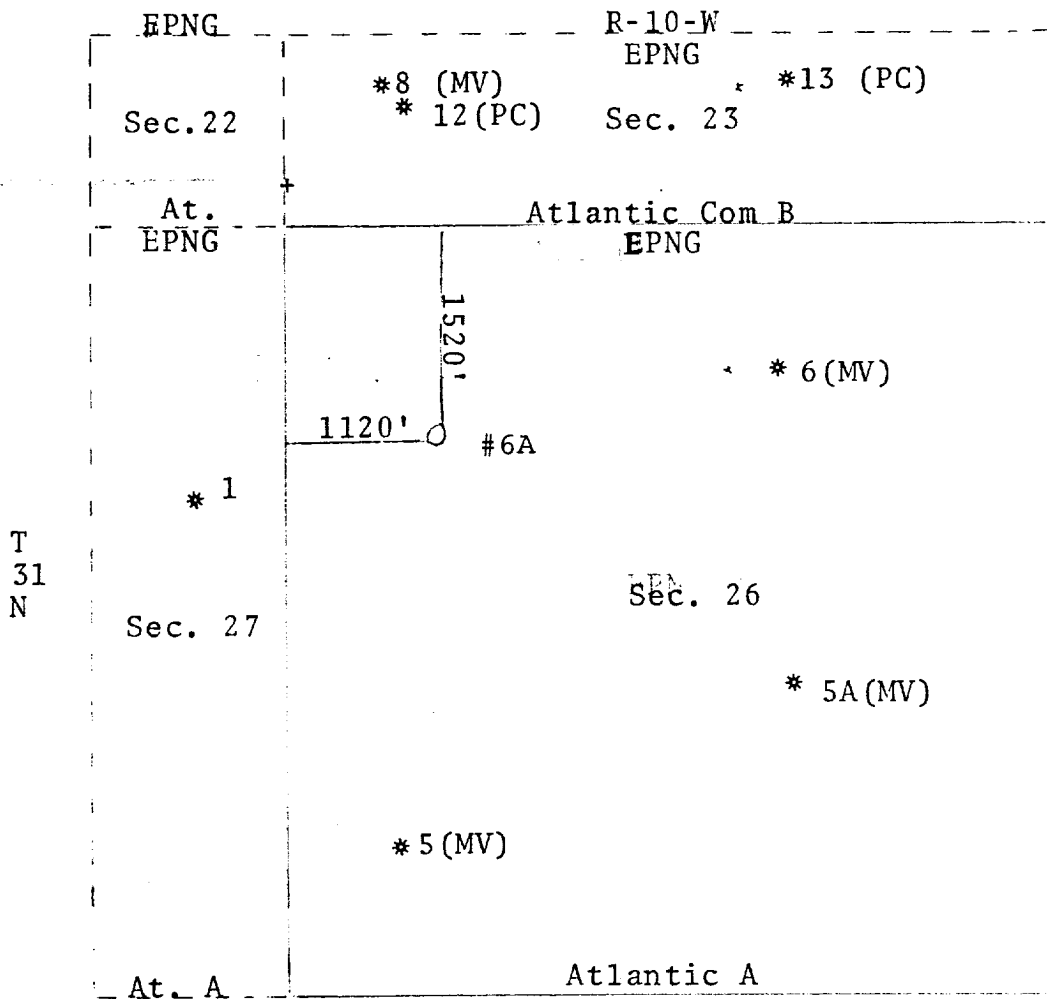 EPNG
R-10-W
EPNG
8 (MV)
13 (PC)
12(PC)
Sec.22
Sec. 23
At.
Atlantic Com B
EPNG
EPNG
1520'
6(MV)
1120'
#6A
1
T
31
N
Sec. 26
Sec. 27
5A(MV)
5(MV)
At. A
Atlantic A